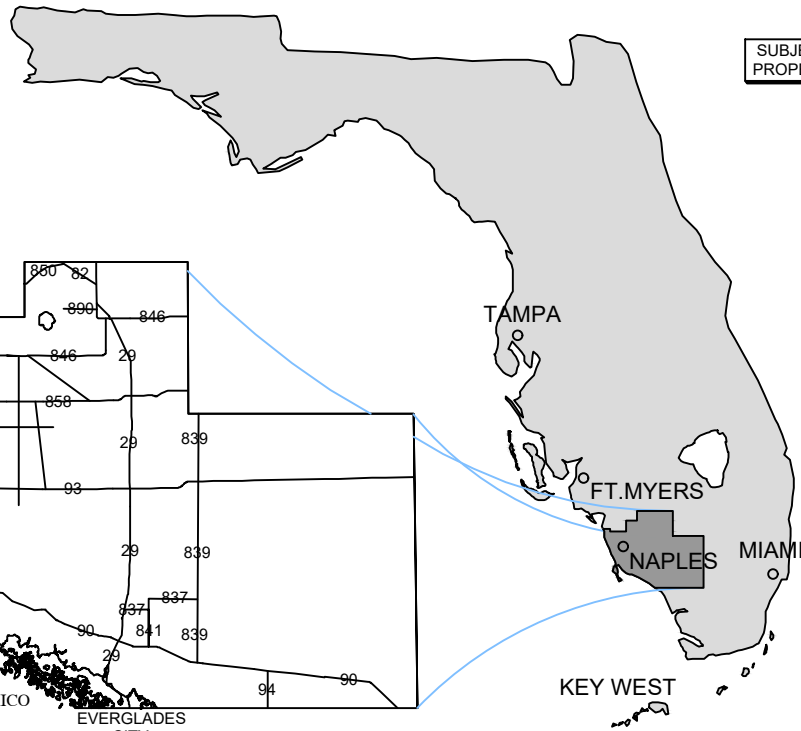 SUBJE
PROPE
850
82
890
846
846
29
858
29
839
93
29
839
837
837
90
841
839
29
94
90
ICO
EVERGLADES
TAMPA
FT.MYERS
NAPLES
MIAMI
KEY WEST